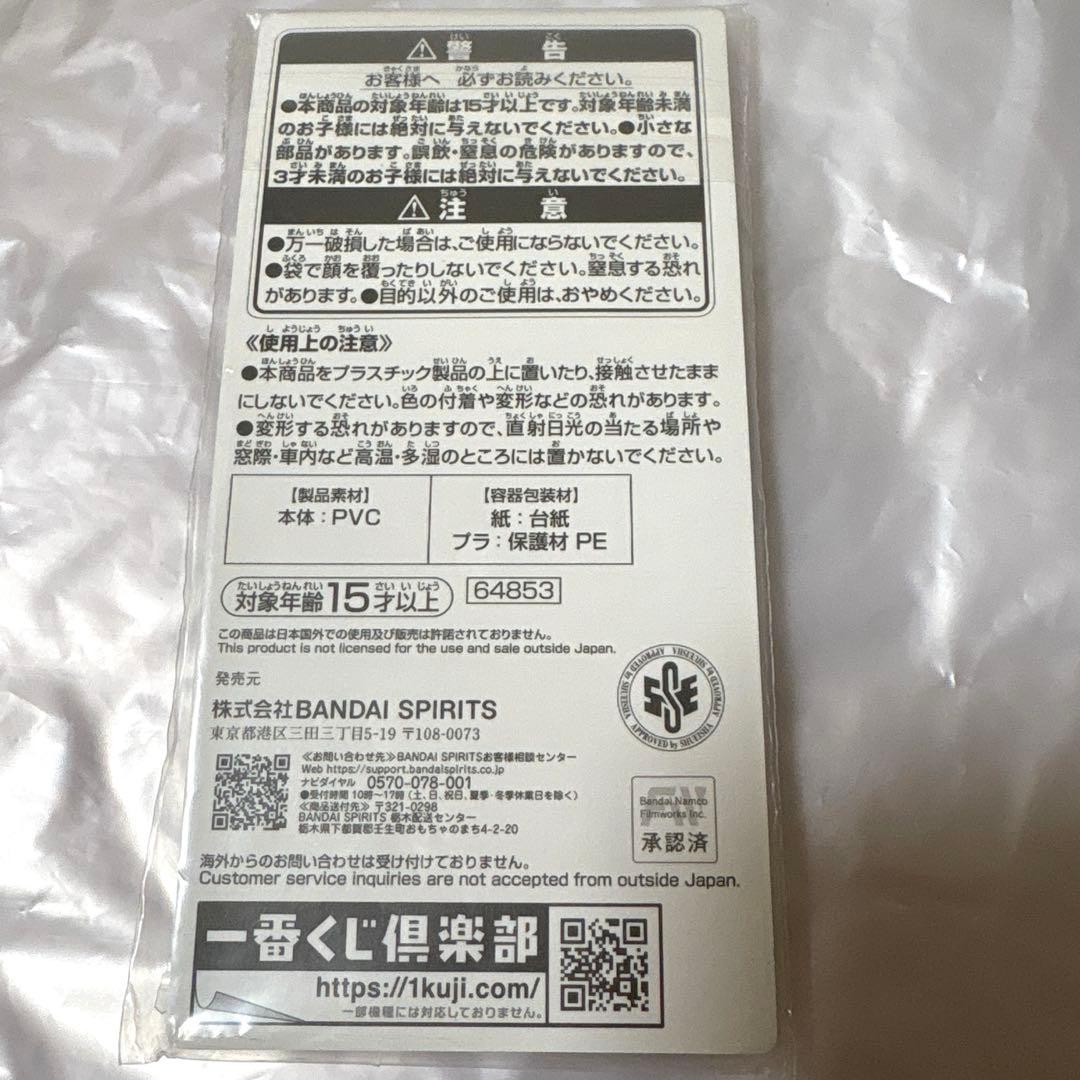 ⚠警告
お客様へ 必ずお読みください。
●本商品の対象年齢は15才以上です。対象年齢未満
のお子様には絶対に与えないでください。●小さな
部品があります。誤飲・窒息の危険がありますので、
3才未満のお子様には絶対に与えないでください。
⚠注意
●万一破損した場合は、ご使用にならないでください。
●袋で顔を覆ったりしないでください。窒息する恐れ
があります。●目的以外のご使用は、おやめください。
《使用上の注意》
●本商品をプラスチック製品の上に置いたり、接触させたまま
にしないでください。色の付着や変形などの恐れがあります。
●変形する恐れがありますので、直射日光の当たる場所や
窓際・車内など高温・多湿のところには置かないでください。
【製品素材】
本体：PVC
【容器包装材】
紙：台紙
プラ：保護材 PE
対象年齢15才以上
64853
この商品は日本国外での使用及び販売は許諾されておりません。
This product is not licensed for the use and sale outside Japan.
発売元
株式会社BANDAI SPIRITS
東京都港区三田三丁目5-19 〒108-0073
≪お問い合わせ先≫BANDAI SPIRITSお客様相談センター
Web https://support.bandaispirits.co.jp
ナビダイヤル 0570-078-001
●受付時間 10時〜17時(土、日、祝日、夏季・冬季休業日を除く)
≪商品送付先≫ 〒321-0298
BANDAI SPIRITS 栃木配送センター
栃木県下都賀郡壬生町おもちゃのまち4-2-20
APPROVED by SHUEISHA
Bandai Namco
Filmworks Inc.
承認済
海外からのお問い合わせは受け付けておりません。
Customer service inquiries are not accepted from outside Japan.
一番くじ倶楽部
https://1kuji.com/
一部機種には対応しておりません。